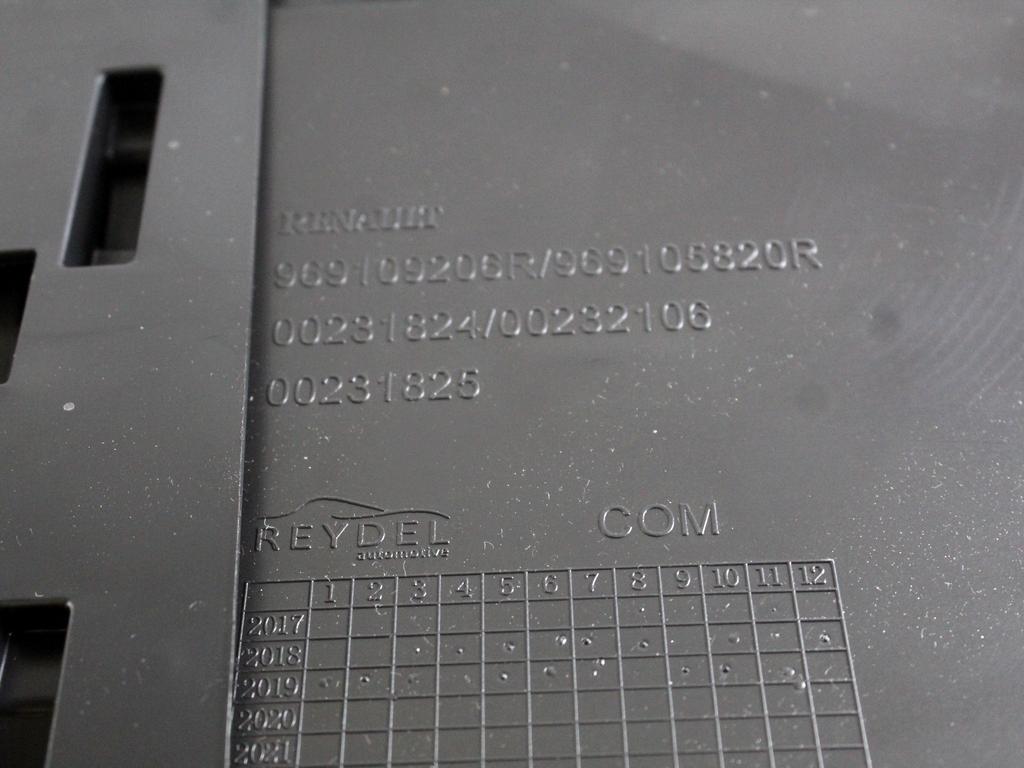 RENAULT
969109206R/969105820R
00231824/00232106
00231825
REYDEL
automotive
COM
1 2 3 4 5 6 7 8 9 10 11 12
2017
2018
2019
2020
2021